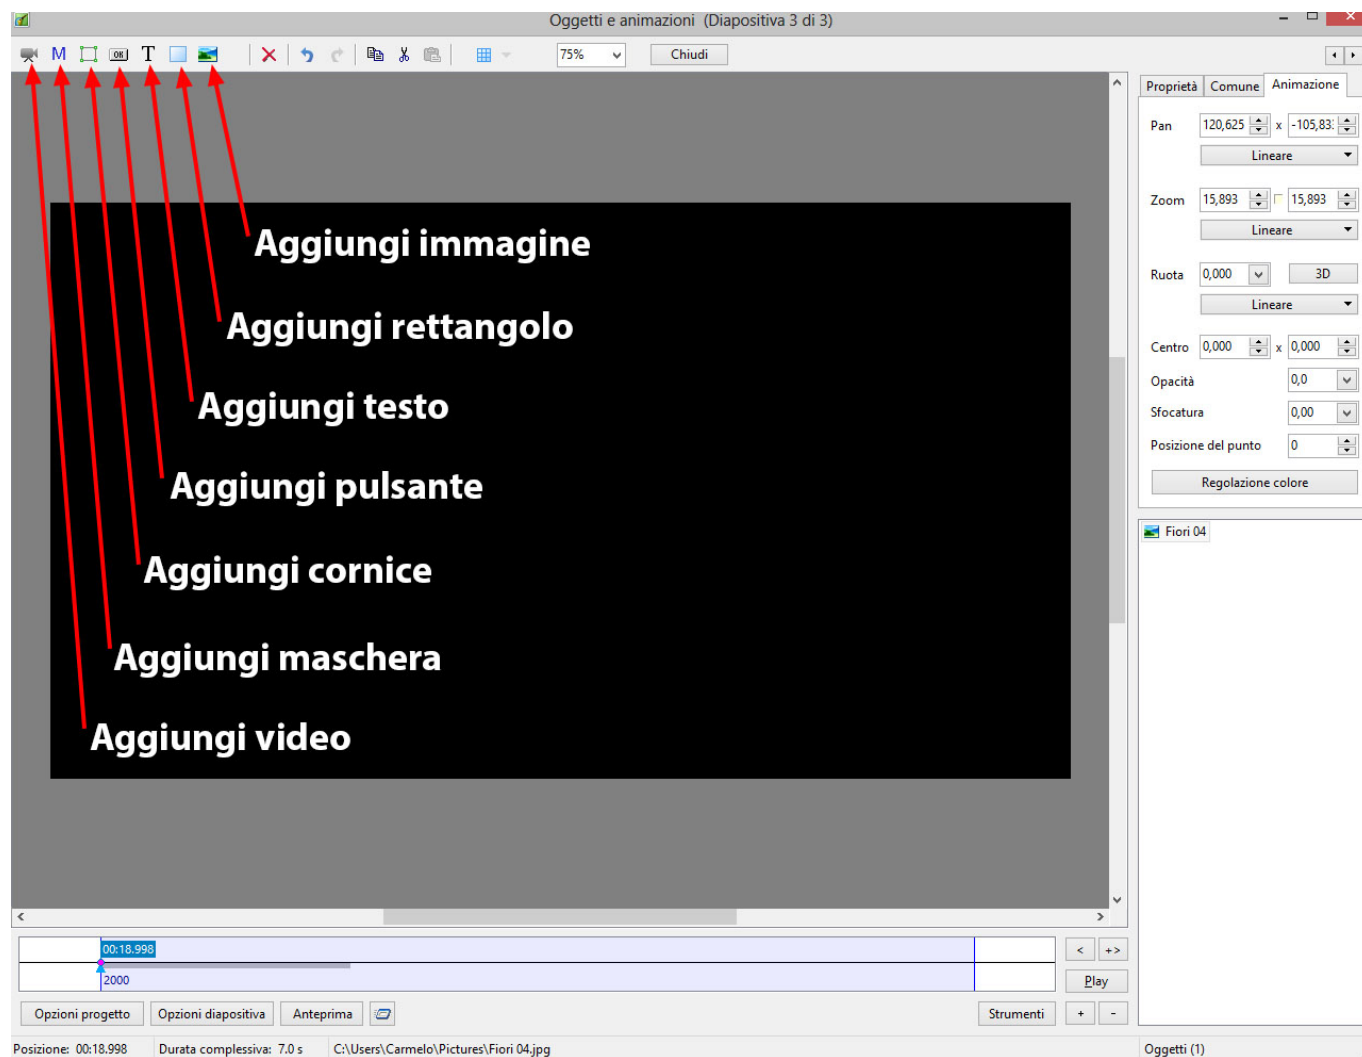 Oggetti e animazioni (Diapositiva 3 di 3)
M OK T 75% Chiudi
Proprietà Comune Animazione
Pan 120,625 x -105,83
Lineare
Zoom 15,893 15,893
Lineare
Ruota 0,000 3D
Lineare
Centro 0,000 x 0,000
Opacità 0,0
Sfocatura 0,00
Posizione del punto 0
Regolazione colore
Fiori 04
Aggiungi immagine
Aggiungi rettangolo
Aggiungi testo
Aggiungi pulsante
Aggiungi cornice
Aggiungi maschera
Aggiungi video
00:18.998
2000
< +>
Play
Opzioni progetto Opzioni diapositiva Anteprima Strumenti + -
Posizione: 00:18.998 Durata complessiva: 7.0 s C:\Users\Carmelo\Pictures\Fiori 04.jpg Oggetti (1)